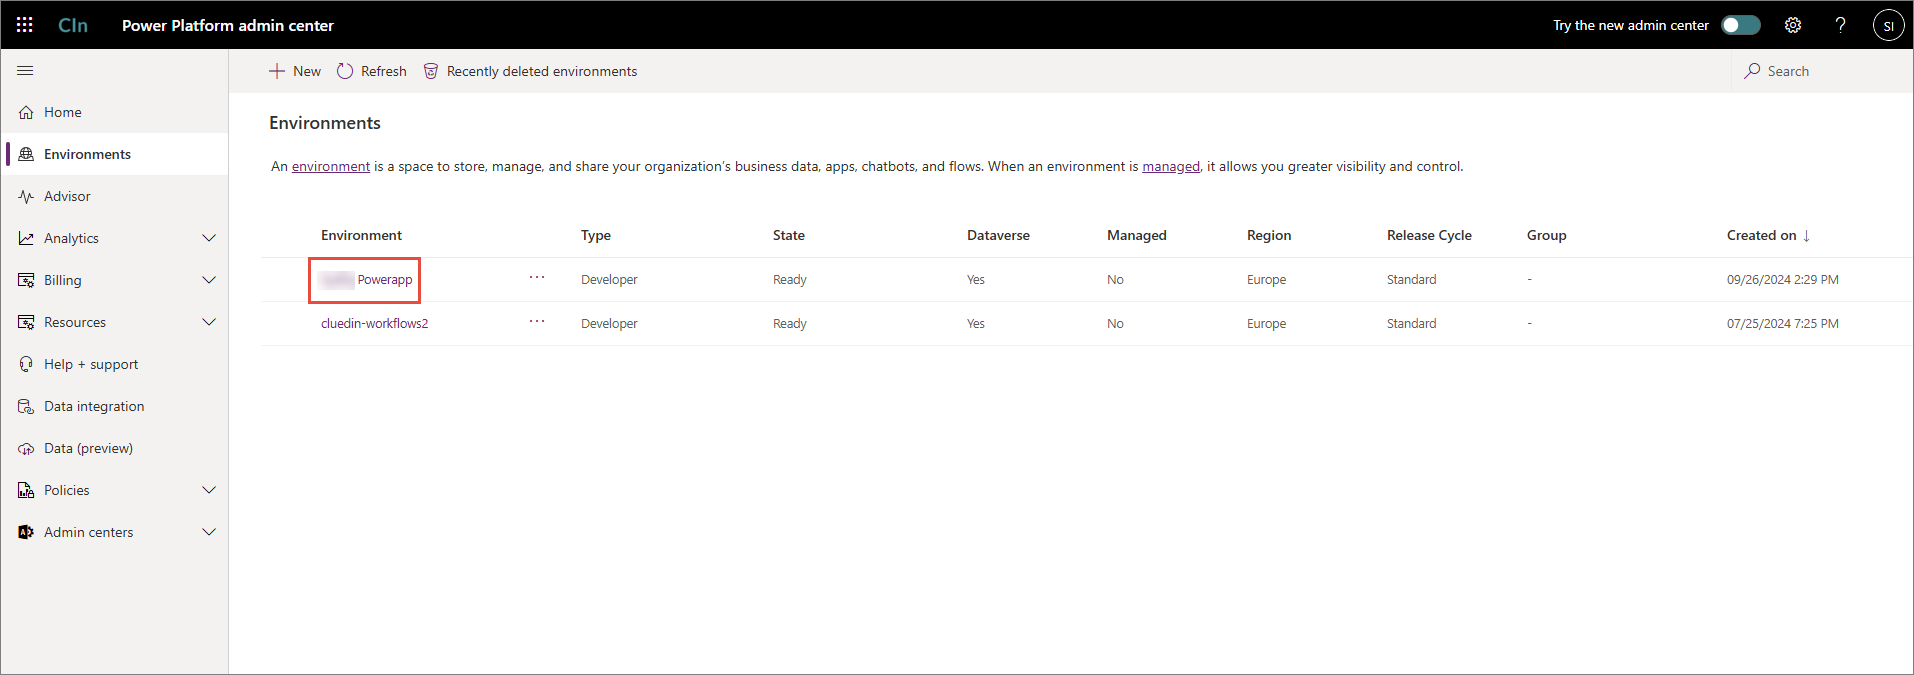 CIn Power Platform admin center Try the new admin center ? SI
New Refresh Recently deleted environments Search
Home
Environments
Advisor
Analytics
Billing
Resources
Help + support
Data integration
Data (preview)
Policies
Admin centers
Environments
An environment is a space to store, manage, and share your organization's business data, apps, chatbots, and flows. When an environment is managed, it allows you greater visibility and control.
Environment Type State Dataverse Managed Region Release Cycle Group Created on ↓
Powerapp ... Developer Ready Yes No Europe Standard - 09/26/2024 2:29 PM
cluedin-workflows2 ... Developer Ready Yes No Europe Standard - 07/25/2024 7:25 PM